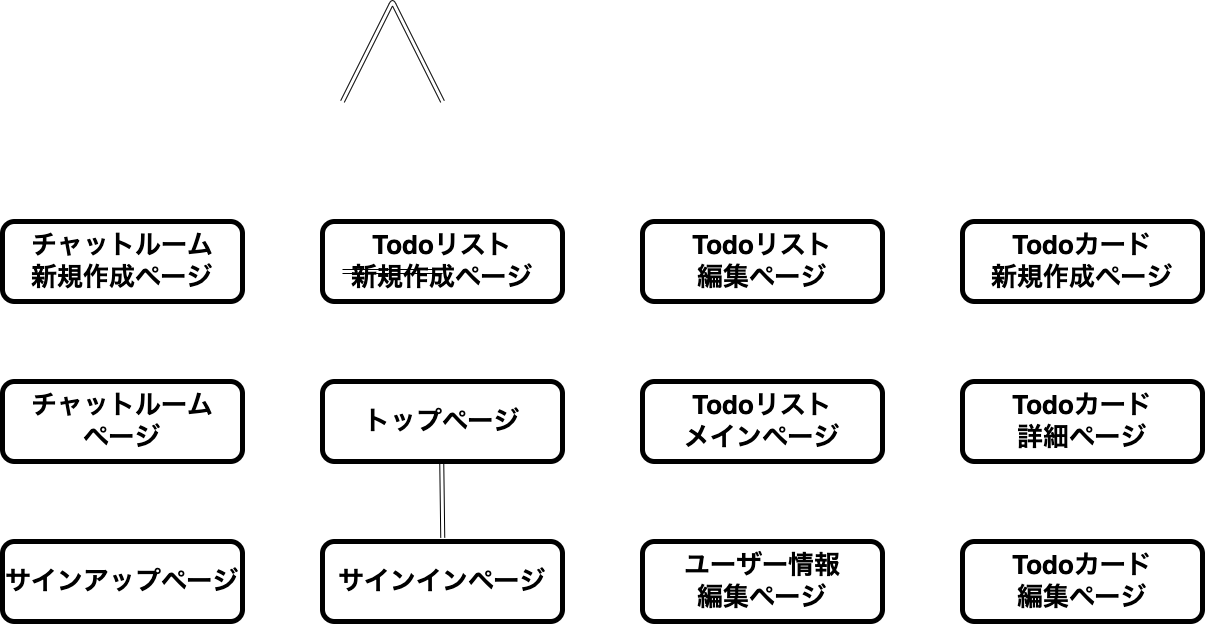 チャットルーム
新規作成ページ
Todoリスト
新規作成ページ
Todoリスト
編集ページ
Todoカード
新規作成ページ
チャットルーム
ページ
トップページ
Todoリスト
メインページ
Todoカード
詳細ページ
サインアップページ
サインインページ
ユーザー情報
編集ページ
Todoカード
編集ページ